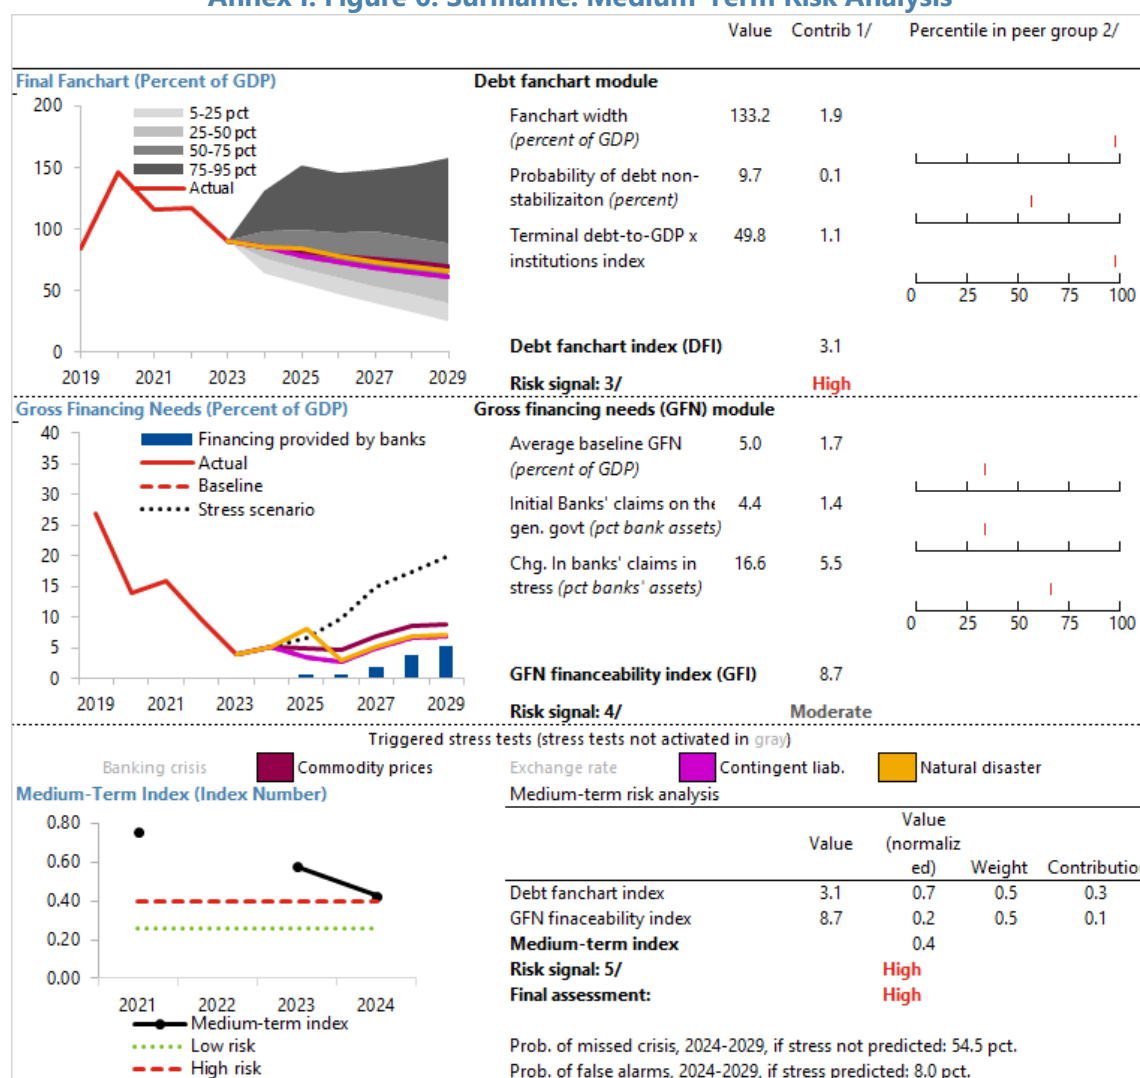 Annex I. Figure 6. Suriname: Medium-Term Risk Analysis
Value Contrib 1/ Percentile in peer group 2/
Final Fanchart (Percent of GDP)
200
150
100
50
0
5-25 pct
25-50 pct
50-75 pct
75-95 pct
Actual
2019 2021 2023 2025 2027 2029
Debt fanchart module
Fanchart width 133.2 1.9
(percent of GDP)
Probability of debt non- 9.7 0.1
stabilizaiton (percent)
Terminal debt-to-GDP x 49.8 1.1
institutions index
0 25 50 75 100
Debt fanchart index (DFI) 3.1
Risk signal: 3/ High
Gross Financing Needs (Percent of GDP)
40
35
30
25
20
15
10
5
0
Financing provided by banks
Actual
Baseline
Stress scenario
2019 2021 2023 2025 2027 2029
Gross financing needs (GFN) module
Average baseline GFN 5.0 1.7
(percent of GDP)
Initial Banks' claims on the 4.4 1.4
gen. govt (pct bank assets)
Chg. In banks' claims in 16.6 5.5
stress (pct banks' assets)
0 25 50 75 100
GFN financeability index (GFI) 8.7
Risk signal: 4/ Moderate
Triggered stress tests (stress tests not activated in gray)
Banking crisis Commodity prices Exchange rate Contingent liab. Natural disaster
Medium-Term Index (Index Number)
0.80
0.60
0.40
0.20
0.00
2021 2022 2023 2024
Medium-term index
Low risk
High risk
Medium-term risk analysis
Value
Value (normaliz
ed) Weight Contribution
Debt fanchart index 3.1 0.7 0.5 0.3
GFN finaceability index 8.7 0.2 0.5 0.1
Medium-term index 0.4
Risk signal: 5/ High
Final assessment: High
Prob. of missed crisis, 2024-2029, if stress not predicted: 54.5 pct.
Prob. of false alarms, 2024-2029, if stress predicted: 8.0 pct.